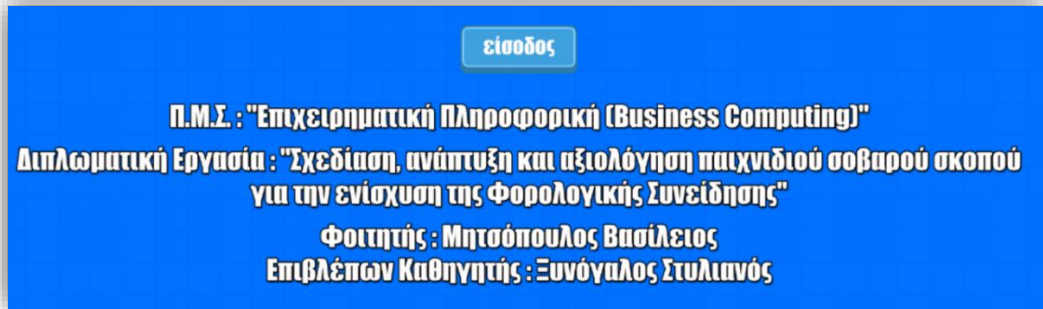 είσοδος
Π.Μ.Σ. : "Επιχειρηματική Πληροφορική (Business Computing)"
Διπλωματική Εργασία : "Σχεδίαση, ανάπτυξη και αξιολόγηση παιχνιδιού σοβαρού σκοπού
για την ενίσχυση της Φορολογικής Συνείδησης"
Φοιτητής : Μητσόπουλος Βασίλειος
Επιβλέπων Καθηγητής : Ξυνόγαλος Στυλιανός